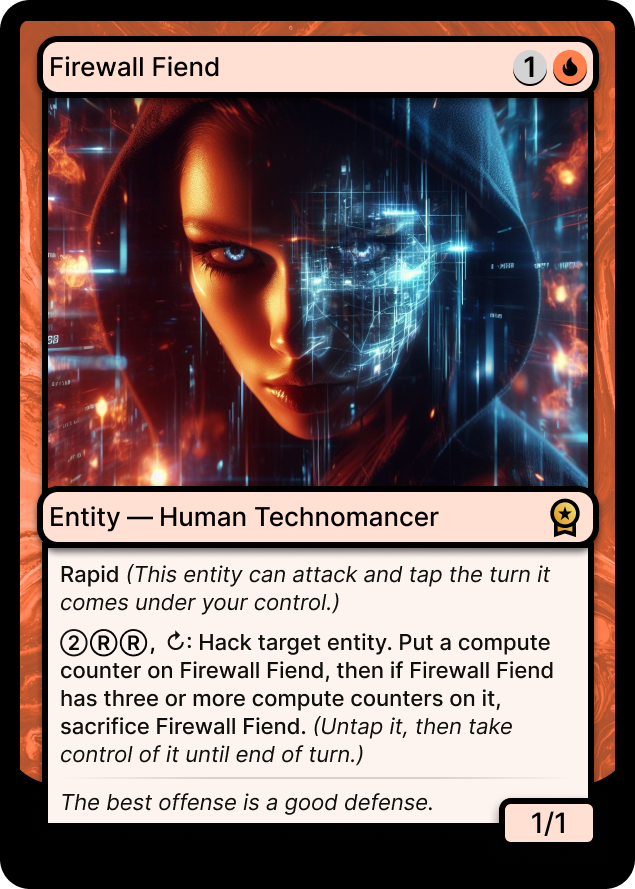 Firewall Fiend 1
Entity — Human Technomancer
Rapid (This entity can attack and tap the turn it
comes under your control.)
2RR, ↻: Hack target entity. Put a compute
counter on Firewall Fiend, then if Firewall Fiend
has three or more compute counters on it,
sacrifice Firewall Fiend. (Untap it, then take
control of it until end of turn.)
The best offense is a good defense.
1/1